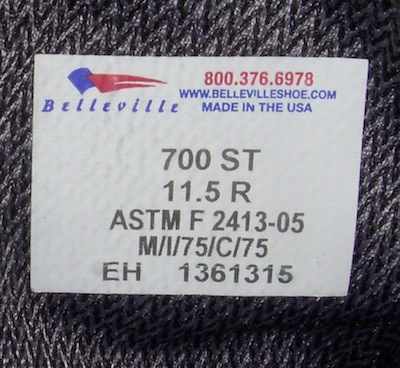 Belleville
800.376.6978
WWW.BELLEVILLESHOE.COM
MADE IN THE USA
700 ST
11.5 R
ASTM F 2413-05
M/I/75/C/75
EH 1361315